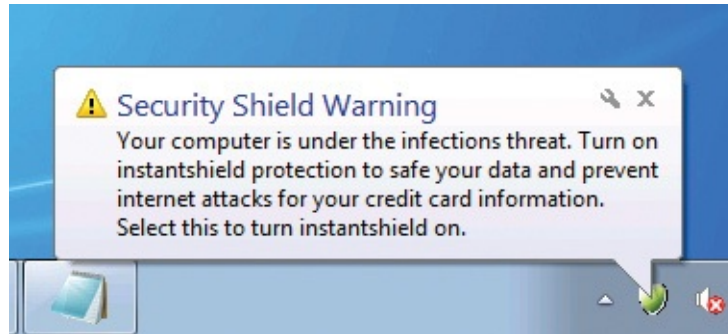 Security Shield Warning
Your computer is under the infections threat. Turn on
instantshield protection to safe your data and prevent
internet attacks for your credit card information.
Select this to turn instantshield on.